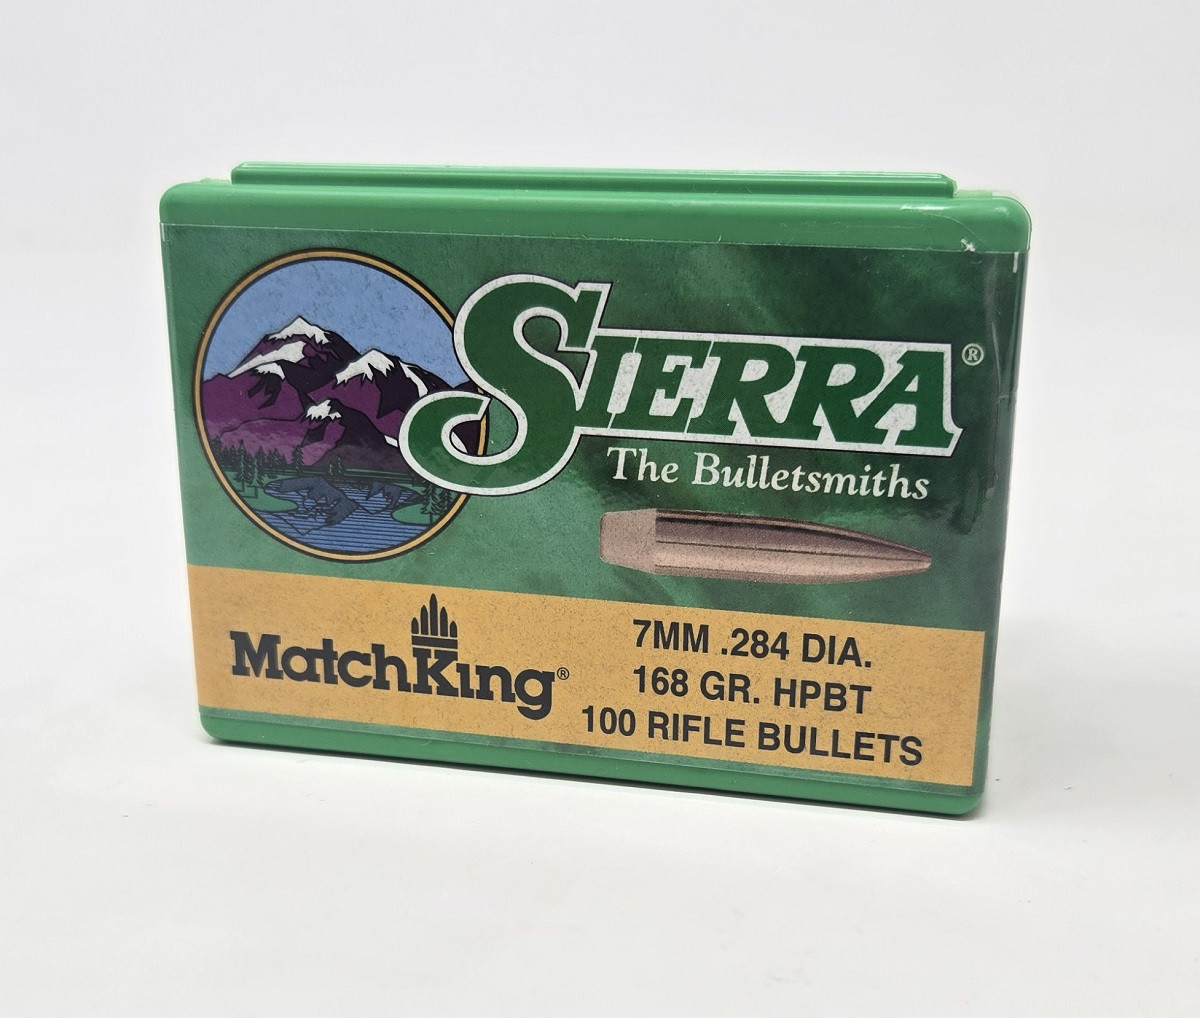 SIERRA®
The Bulletsmiths
MatchKing®
7MM .284 DIA.
168 GR. HPBT
100 RIFLE BULLETS